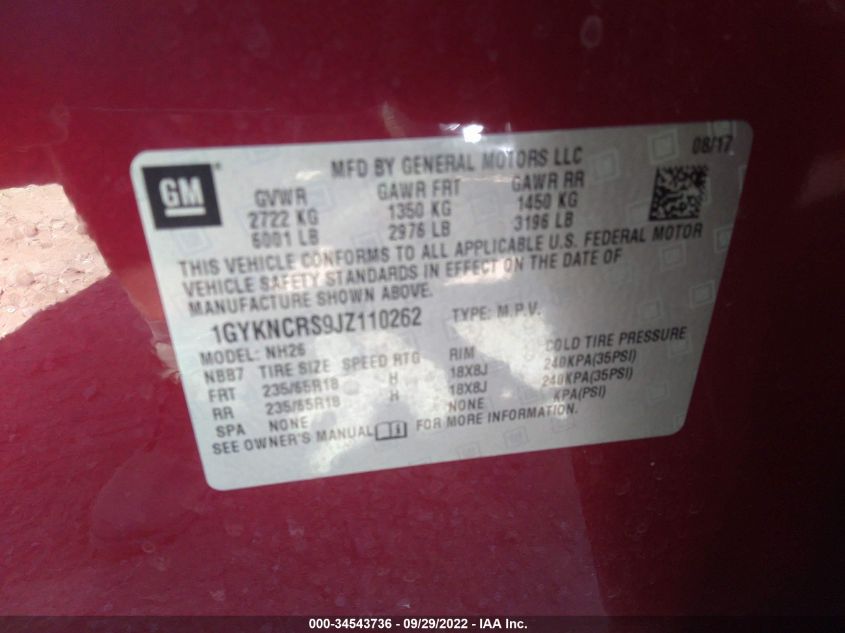 MFD BY GENERAL MOTORS LLC 08/17
GM
GVWR GAWR FRT GAWR RR
2722 KG 1350 KG 1450 KG
6001 LB 2976 LB 3196 LB
THIS VEHICLE CONFORMS TO ALL APPLICABLE U.S. FEDERAL MOTOR
VEHICLE SAFETY STANDARDS IN EFFECT ON THE DATE OF
MANUFACTURE SHOWN ABOVE.
1GYKNCRS9JZ110262 TYPE: M.P.V.
MODEL: NH26
NB87 TIRE SIZE SPEED RTG RIM COLD TIRE PRESSURE
FRT 235/65R18 H 18X8J 240KPA(35PSI)
RR 235/65R18 H 18X8J 240KPA(35PSI)
SPA NONE NONE KPA(PSI)
SEE OWNER'S MANUAL FOR MORE INFORMATION.
000-34543736 - 09/29/2022 - IAA Inc.